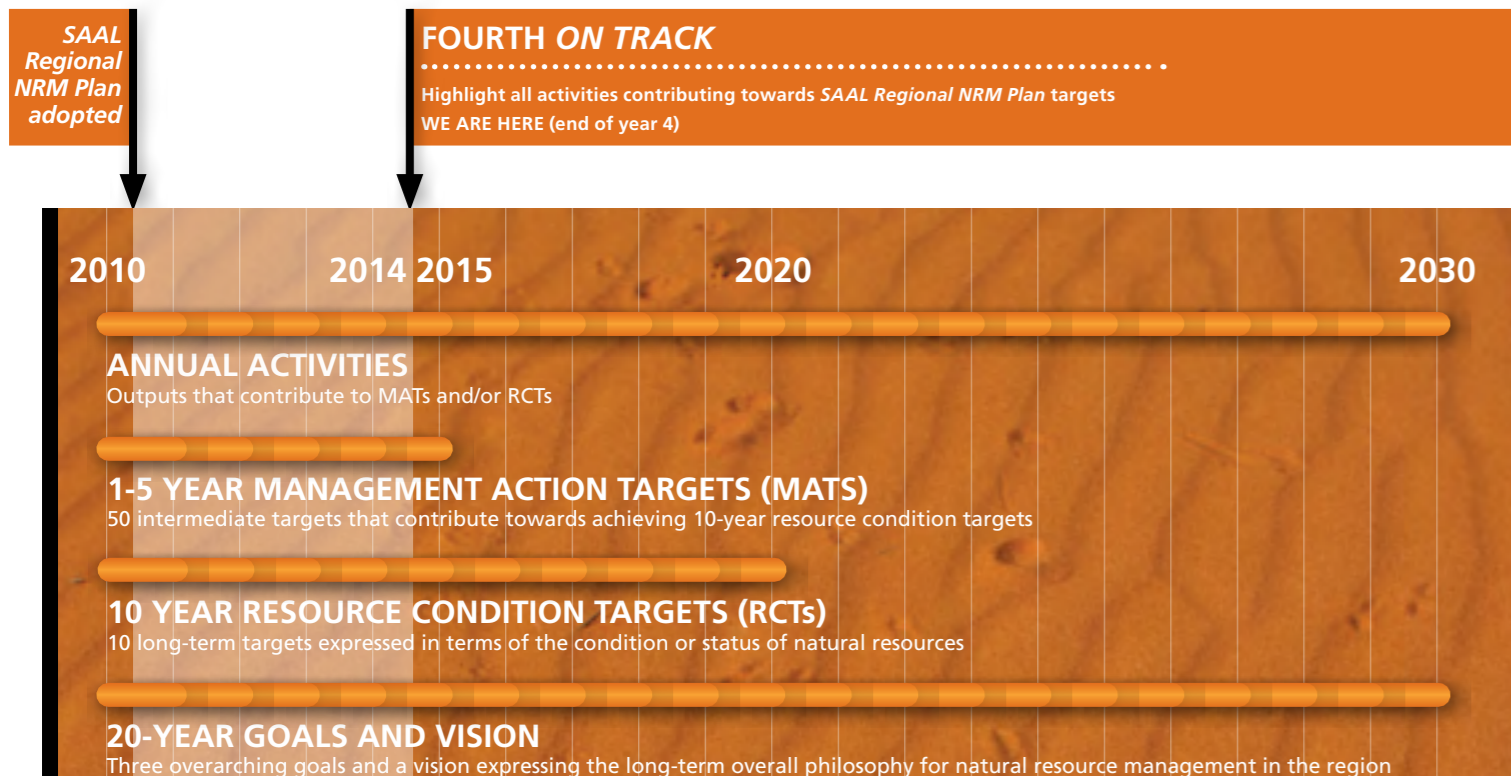 SAAL
Regional
NRM Plan
adopted
FOURTH ON TRACK
Highlight all activities contributing towards SAAL Regional NRM Plan targets
WE ARE HERE (end of year 4)
2010 2014 2015 2020 2030
ANNUAL ACTIVITIES
Outputs that contribute to MATs and/or RCTs
1-5 YEAR MANAGEMENT ACTION TARGETS (MATS)
50 intermediate targets that contribute towards achieving 10-year resource condition targets
10 YEAR RESOURCE CONDITION TARGETS (RCTs)
10 long-term targets expressed in terms of the condition or status of natural resources
20-YEAR GOALS AND VISION
Three overarching goals and a vision expressing the long-term overall philosophy for natural resource management in the region